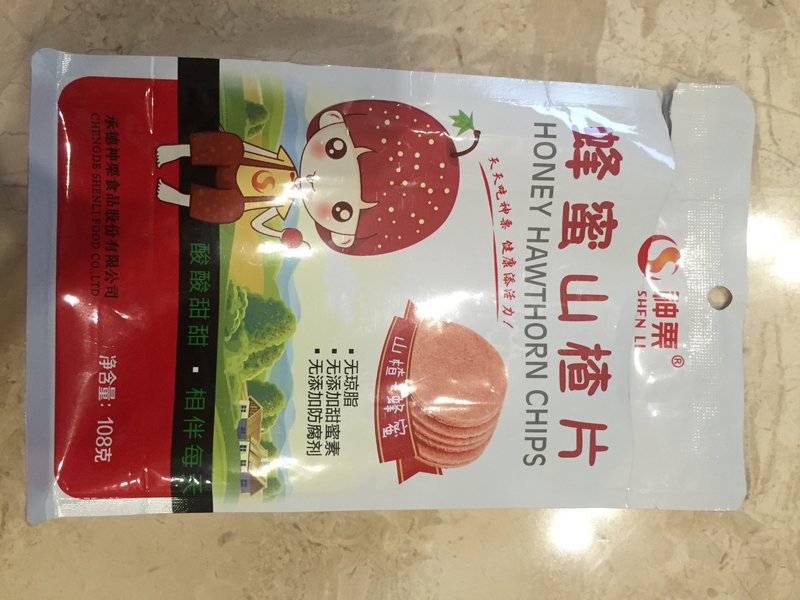 神栗®
SHEN LI
蜂蜜山楂片
HONEY HAWTHORN CHIPS
天天吃神栗 健康添活力!
山楂+蜂蜜
▪ 无琼脂
▪ 无添加甜蜜素
▪ 无添加防腐剂
酸酸甜甜 · 相伴每天
承德神栗食品股份有限公司
CHENGDE SHENLI FOOD CO.,LTD
净含量：108克